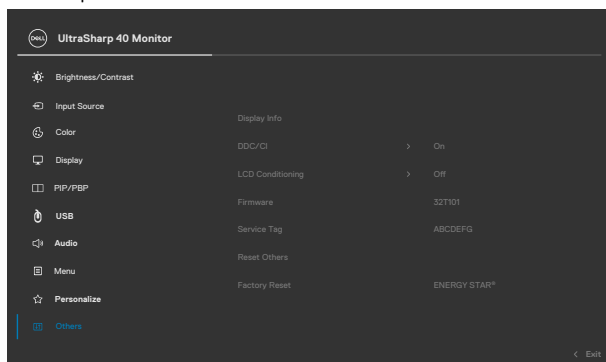 DELL UltraSharp 40 Monitor
Brightness/Contrast
Input Source
Color
Display
PIP/PBP
USB
Audio
Menu
Personalize
Others
Display Info
DDC/CI > On
LCD Conditioning > Off
Firmware 32T101
Service Tag ABCDEFG
Reset Others
Factory Reset ENERGY STAR®
< Exit